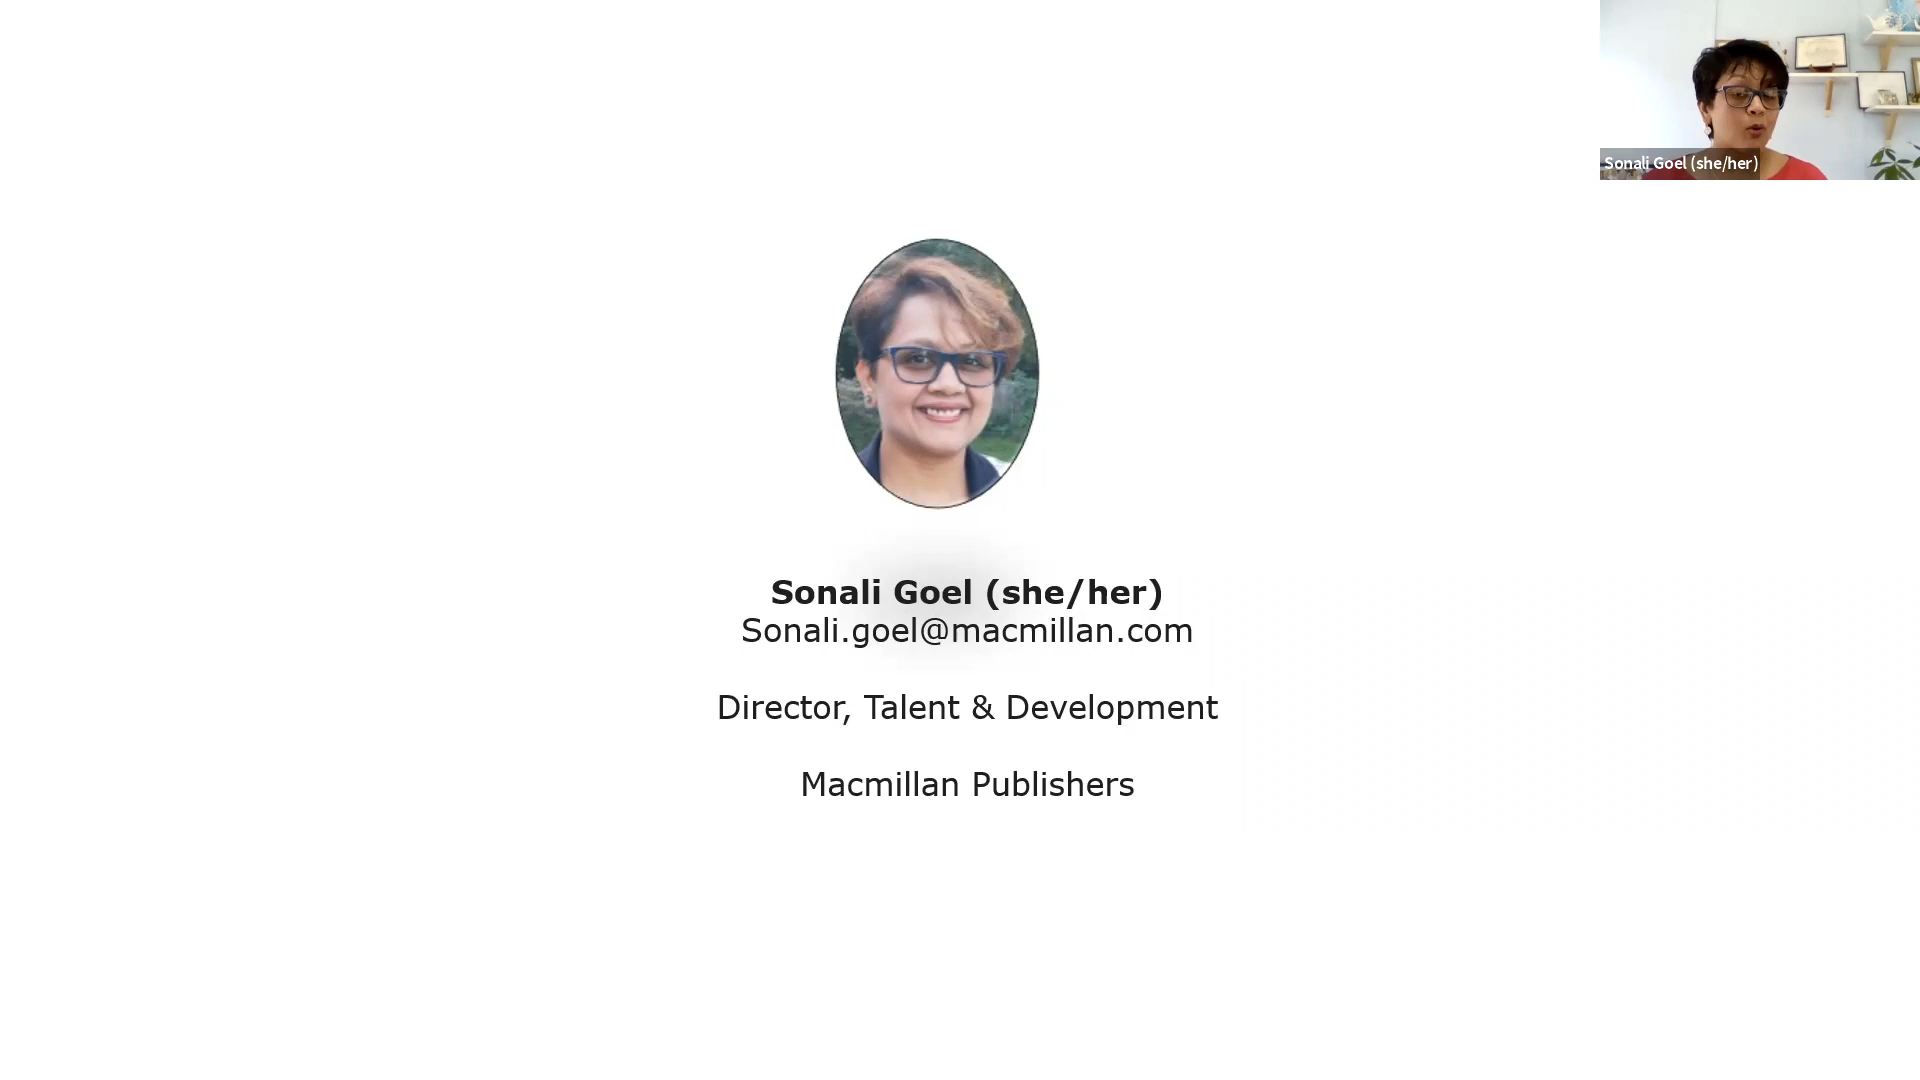 Sonali Goel (she/her)
Sonali Goel (she/her)
Sonali.goel@macmillan.com
Director, Talent & Development
Macmillan Publishers